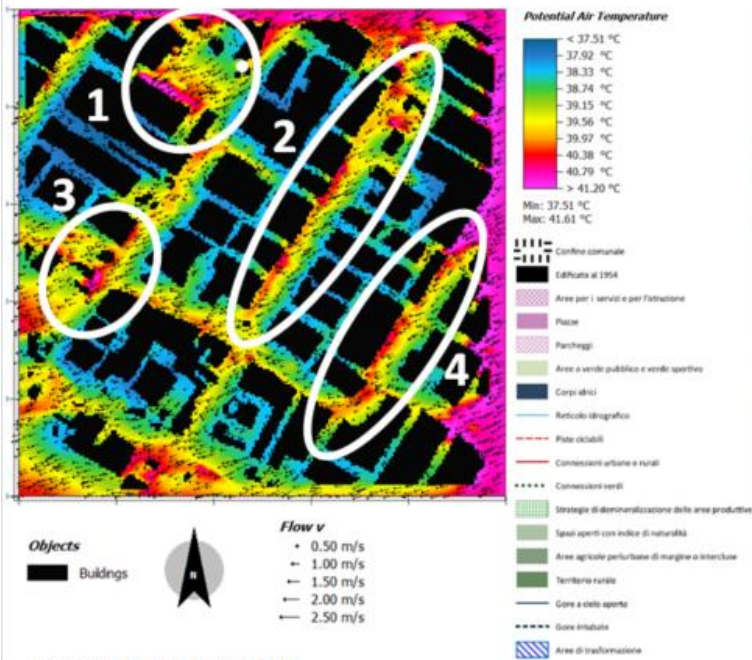 Potential Air Temperature
< 37.51 °C
37.92 °C
38.33 °C
38.74 °C
39.15 °C
39.56 °C
39.97 °C
40.38 °C
40.79 °C
> 41.20 °C
Min: 37.51 °C
Max: 41.61 °C
1
2
3
4
Confine comunale
Edificato al 1954
Aree per i servizi e per l'istruzione
Piazze
Parcheggi
Aree a verde pubblico e verde sportivo
Corpi idrici
Reticolo idrografico
Piste ciclabili
Connessioni urbane e rurali
Connessioni verdi
Strategie di demineralizzazione delle aree produttive
Spazi aperti con indice di naturalità
Aree agricole periurbane di margine o intercluse
Territorio rurale
Gore a cielo aperto
Gore intubate
Aree di trasformazione
Objects
Buildings
N
Flow v
0.50 m/s
1.00 m/s
1.50 m/s
2.00 m/s
2.50 m/s